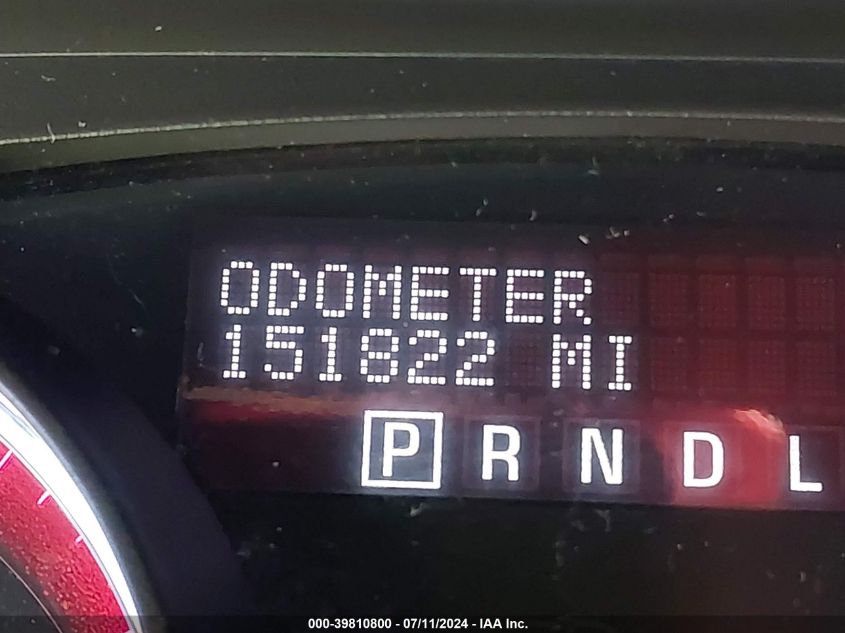 ODOMETER
151822 MI
P R N D L
000-39810800 - 07/11/2024 - IAA Inc.